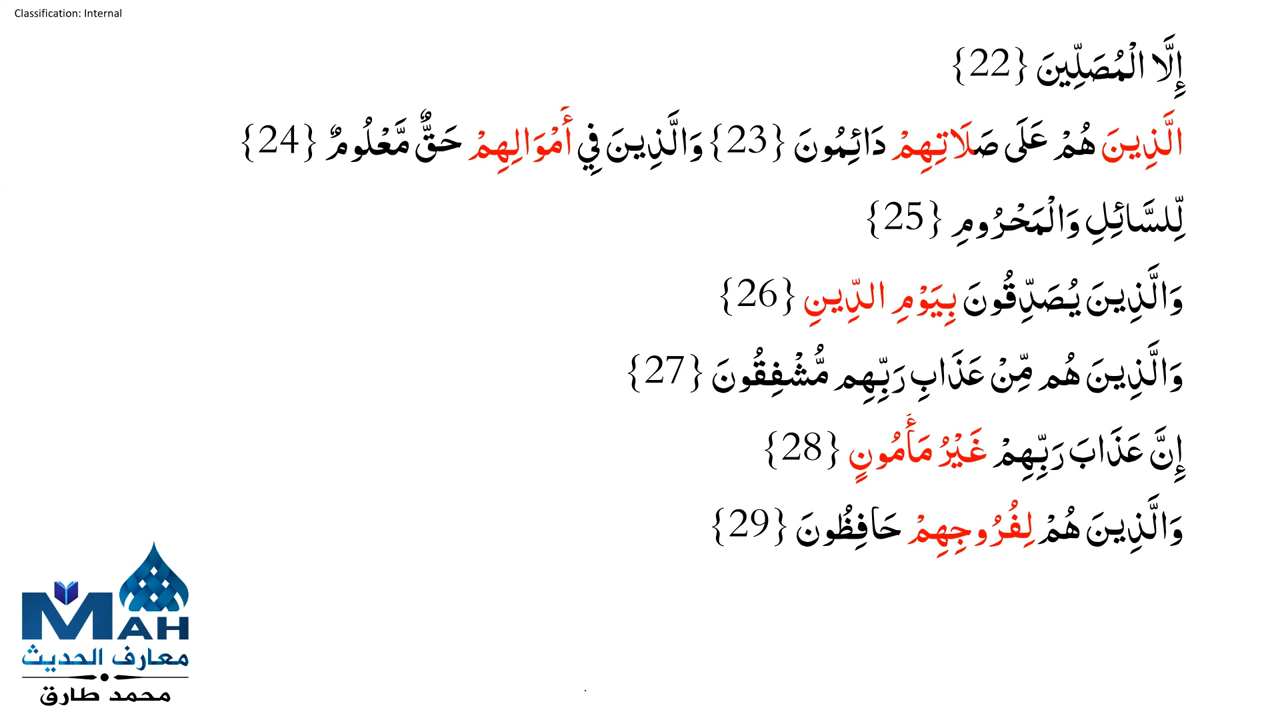 Classification: Internal
إِلَّا الْمُصَلِّينَ {22}
الَّذِينَ هُمْ عَلَى صَلَاتِهِمْ دَائِمُونَ {23} وَالَّذِينَ فِي أَمْوَالِهِمْ حَقٌّ مَّعْلُومٌ {24}
لِّلسَّائِلِ وَالْمَحْرُومِ {25}
وَالَّذِينَ يُصَدِّقُونَ بِيَوْمِ الدِّينِ {26}
وَالَّذِينَ هُم مِّنْ عَذَابِ رَبِّهِم مُّشْفِقُونَ {27}
إِنَّ عَذَابَ رَبِّهِمْ غَيْرُ مَأْمُونٍ {28}
وَالَّذِينَ هُمْ لِفُرُوجِهِمْ حَافِظُونَ {29}
MAH
معارف الحديث
محمد طارق